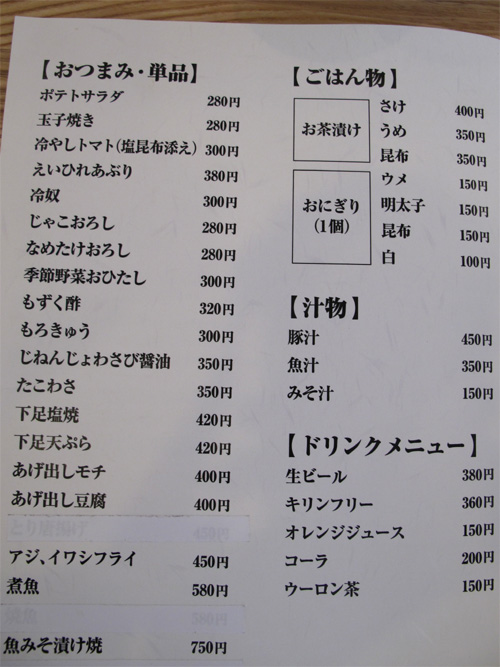 【おつまみ・単品】
ポテトサラダ 280円
玉子焼き 280円
冷やしトマト(塩昆布添え) 300円
えいひれあぶり 380円
冷奴 300円
じゃこおろし 280円
なめたけおろし 280円
季節野菜おひたし 300円
もずく酢 320円
もろきゅう 300円
じねんじょわさび醤油 350円
たこわさ 350円
下足塩焼 420円
下足天ぷら 420円
あげ出しモチ 400円
あげ出し豆腐 400円
とり唐揚げ
アジ、イワシフライ 450円
煮魚 580円
焼魚 580円
魚みそ漬け焼 750円
【ごはん物】
お茶漬け
さけ 400円
うめ 350円
昆布 350円
おにぎり
(1個)
ウメ 150円
明太子 150円
昆布 150円
白 100円
【汁物】
豚汁 450円
魚汁 350円
みそ汁 150円
【ドリンクメニュー】
生ビール 380円
キリンフリー 360円
オレンジジュース 150円
コーラ 200円
ウーロン茶 150円